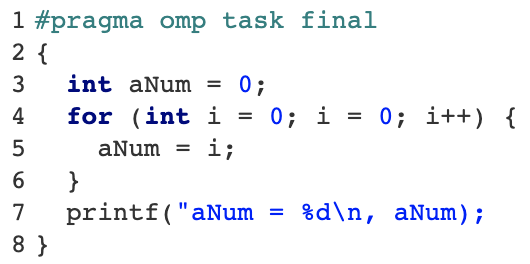 1 #pragma omp task final
2 {
3   int aNum = 0;
4   for (int i = 0; i = 0; i++) {
5     aNum = i;
6   }
7   printf("aNum = %d\n, aNum);
8 }